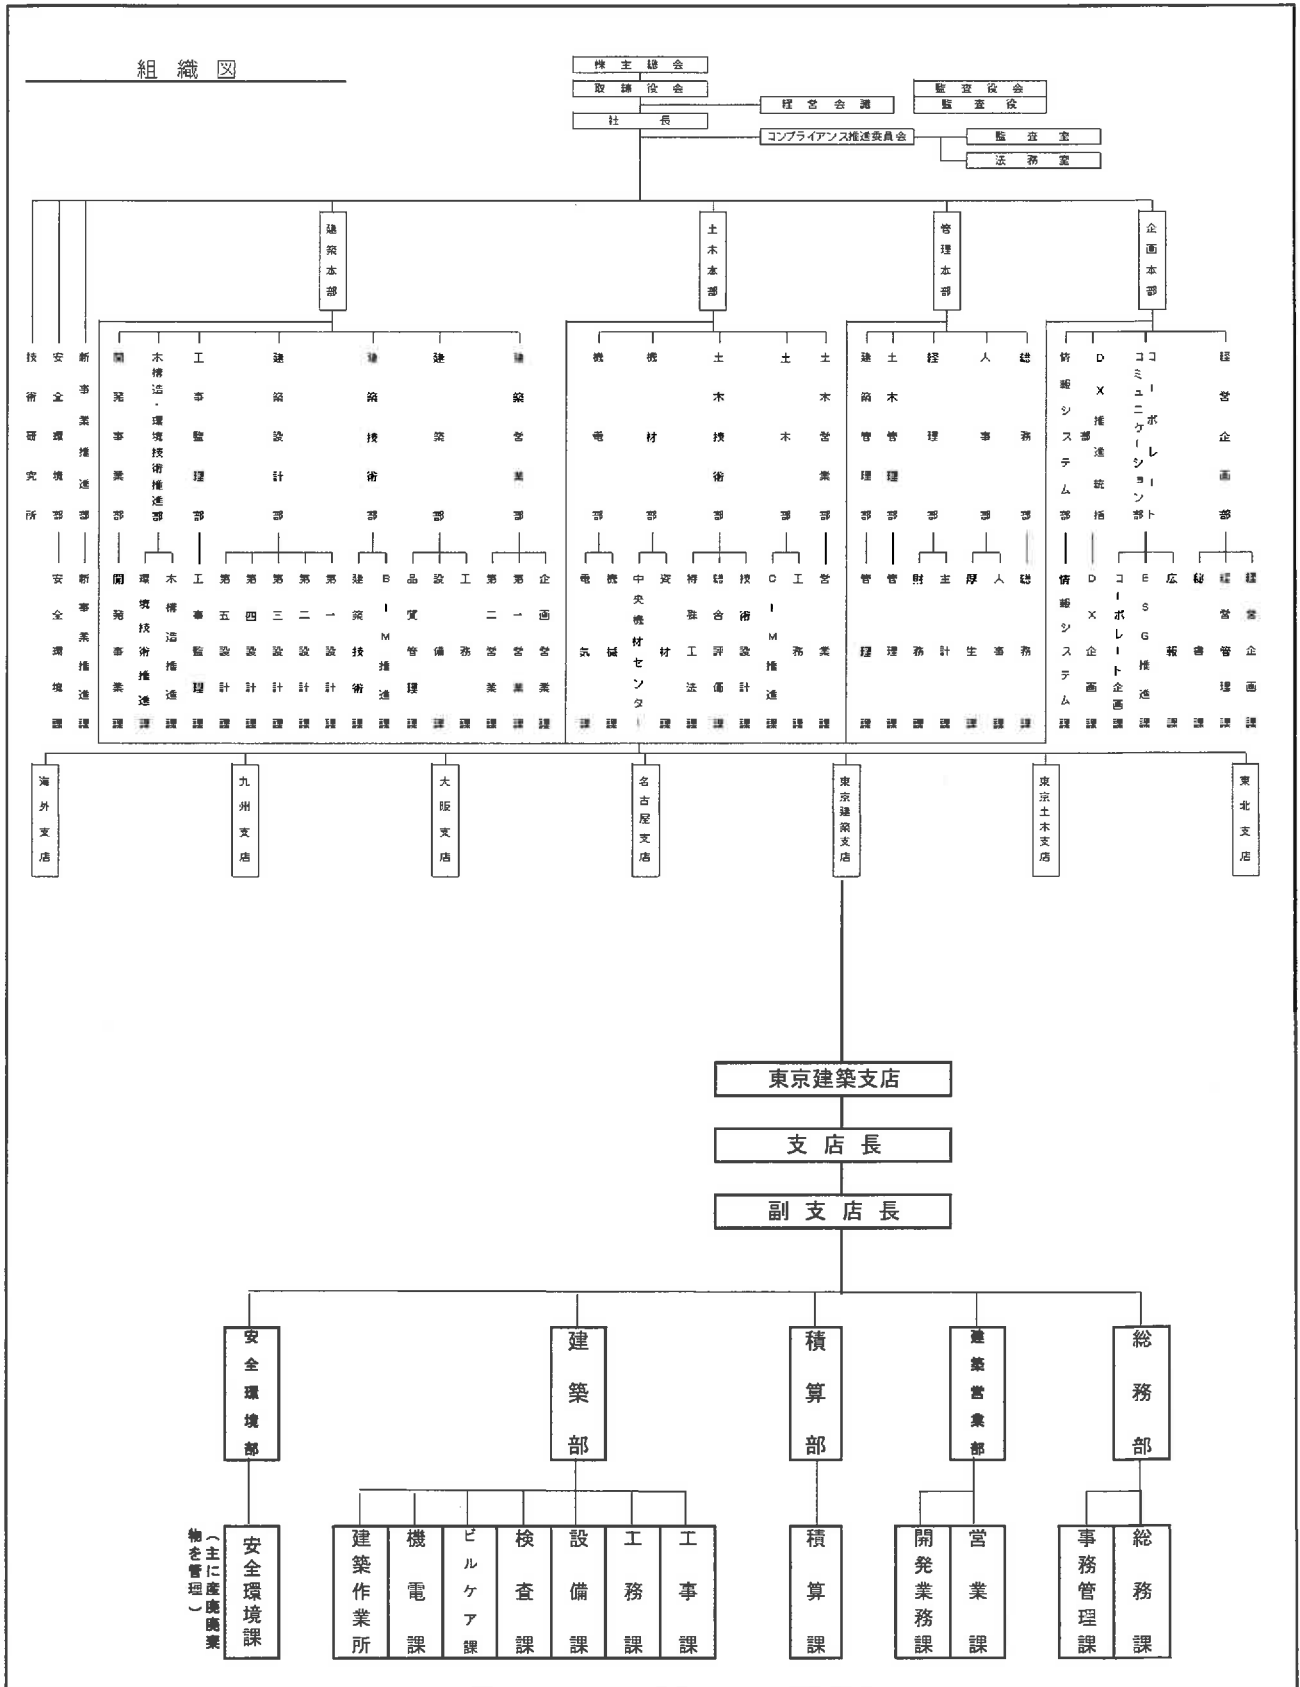 組織図
株主総会
取締役会
監査役会
経営会議
監査役
社長
コンプライアンス推進委員会
監査室
法務室
建築本部
土木本部
管理本部
企画本部
技術研究所
安全環境部
新事業推進部
開発事業部
木構造・環境技術推進部
工事監理部
建築設計部
建築技術部
建築部
建築営業部
機電部
機材部
土木技術部
土木部
土木営業部
建築管理部
土木管理部
経理部
人事部
総務部
情報システム部
DX推進統括部
コーポレート
コミュニケーション部
経営企画部
安全環境課
新事業推進課
開発事業課
環境技術推進課
木構造推進課
工事監理課
第五設計課
第四設計課
第三設計課
第二設計課
第一設計課
建築技術課
BIM推進課
品質管理課
設備課
工務課
第二営業課
第一営業課
企画営業課
電気課
機械課
中央機材センター
資材課
特殊工法課
総合評価課
技術設計課
CIM推進課
工務課
営業課
管理課
管理課
財務課
主計課
厚生課
人事課
総務課
情報システム課
DX企画課
コーポレート企画課
ESG推進課
広報課
秘書課
経営管理課
経営企画課
海外支店
九州支店
大阪支店
名古屋支店
東京建築支店
東京土木支店
東北支店
東京建築支店
支店長
副支店長
安全環境部
建築部
積算部
建築営業部
総務部
(主に産廃廃棄
物を管理)
安全環境課
建築作業所
機電課
ビルケア課
検査課
設備課
工務課
工事課
積算課
開発業務課
営業課
事務管理課
総務課